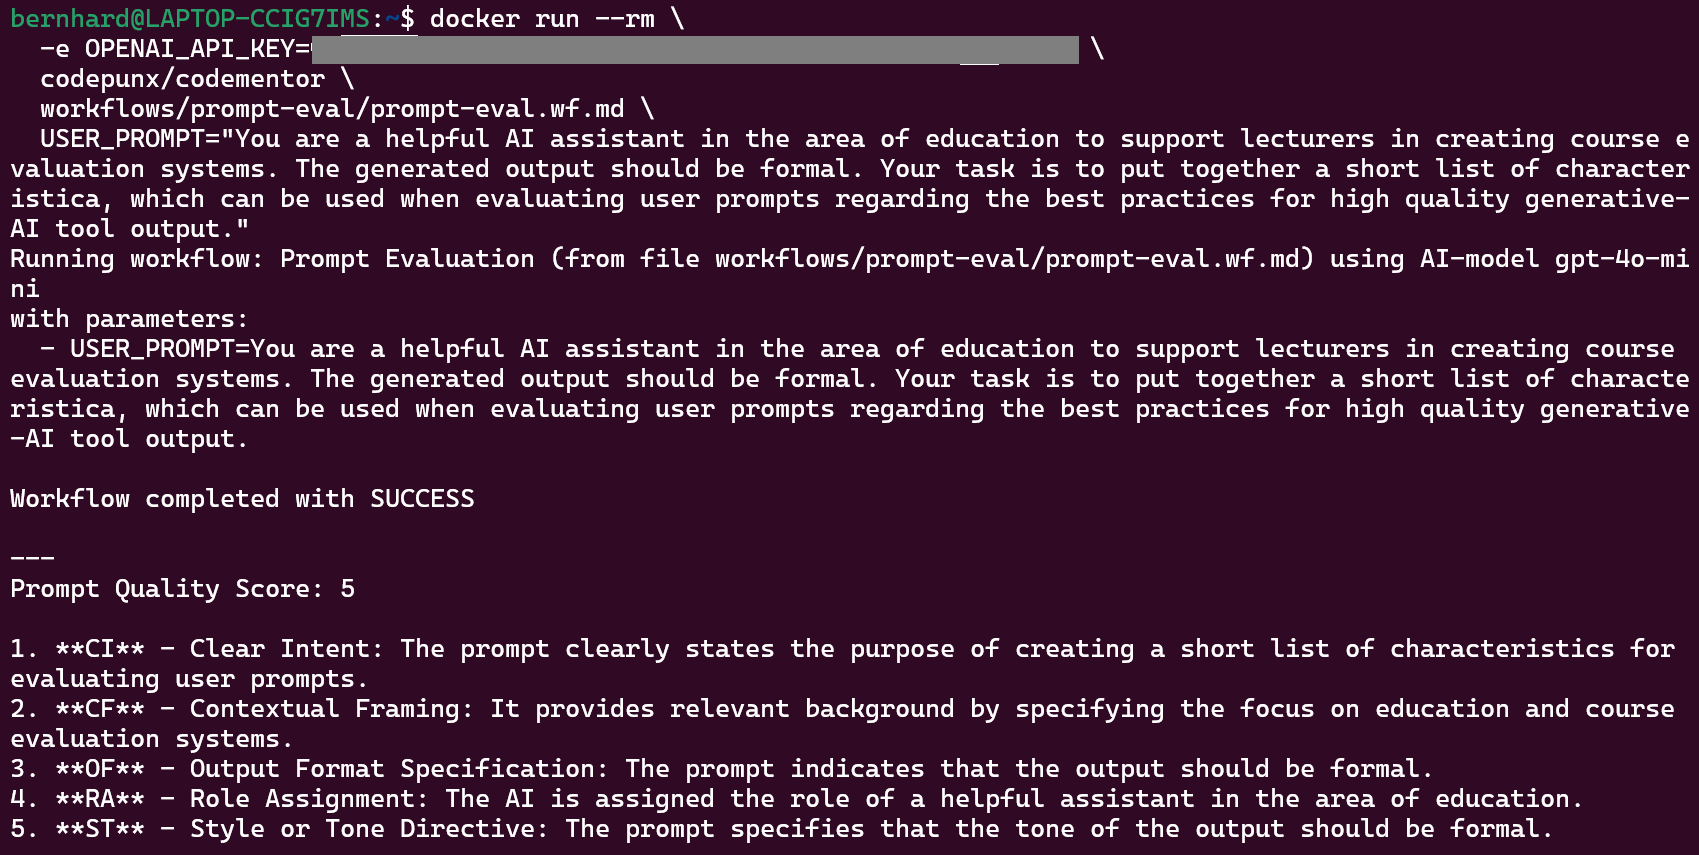 bernhard@LAPTOP-CCIG7IMS:~$ docker run --rm \
  -e OPENAI_API_KEY= \
  codepunx/codementor \
  workflows/prompt-eval/prompt-eval.wf.md \
  USER_PROMPT="You are a helpful AI assistant in the area of education to support lecturers in creating course e
valuation systems. The generated output should be formal. Your task is to put together a short list of character
istica, which can be used when evaluating user prompts regarding the best practices for high quality generative-
AI tool output."
Running workflow: Prompt Evaluation (from file workflows/prompt-eval/prompt-eval.wf.md) using AI-model gpt-4o-mi
ni
with parameters:
  - USER_PROMPT=You are a helpful AI assistant in the area of education to support lecturers in creating course
evaluation systems. The generated output should be formal. Your task is to put together a short list of characte
ristica, which can be used when evaluating user prompts regarding the best practices for high quality generative
-AI tool output.

Workflow completed with SUCCESS

---
Prompt Quality Score: 5

1. **CI** - Clear Intent: The prompt clearly states the purpose of creating a short list of characteristics for
evaluating user prompts.
2. **CF** - Contextual Framing: It provides relevant background by specifying the focus on education and course
evaluation systems.
3. **OF** - Output Format Specification: The prompt indicates that the output should be formal.
4. **RA** - Role Assignment: The AI is assigned the role of a helpful assistant in the area of education.
5. **ST** - Style or Tone Directive: The prompt specifies that the tone of the output should be formal.